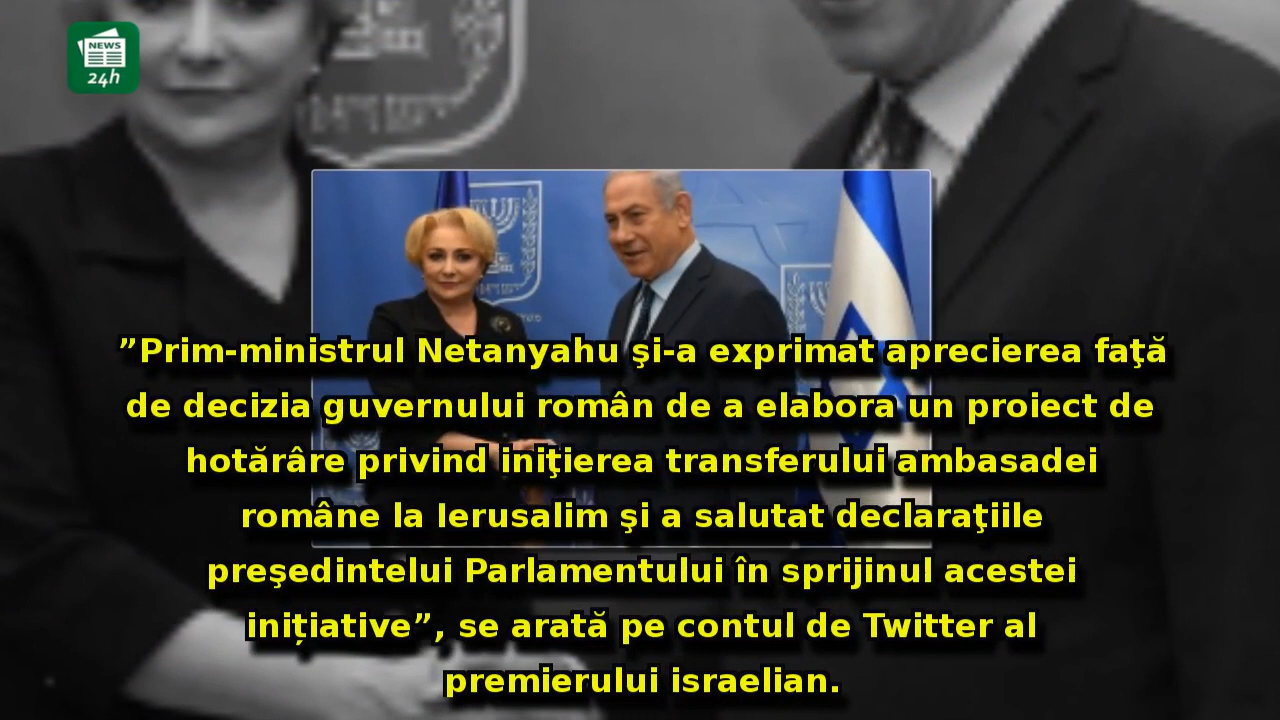 NEWS
24h
”Prim-ministrul Netanyahu şi-a exprimat aprecierea faţă
de decizia guvernului român de a elabora un proiect de
hotărâre privind iniţierea transferului ambasadei
române la Ierusalim şi a salutat declaraţiile
preşedintelui Parlamentului în sprijinul acestei
inițiative”, se arată pe contul de Twitter al
premierului israelian.